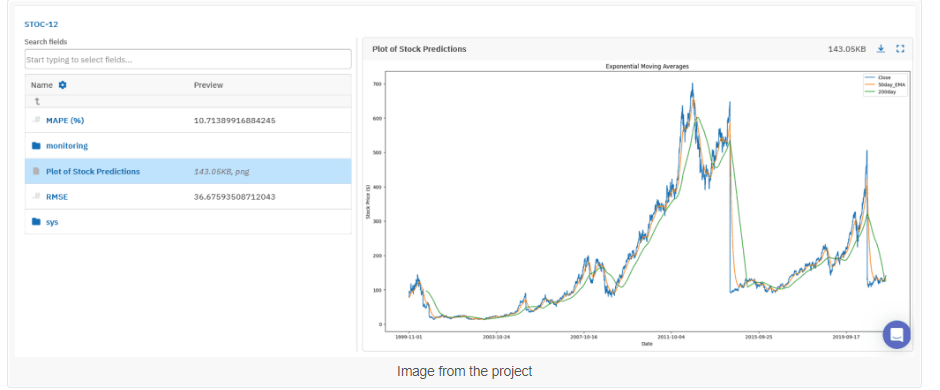 STOC-12
Search fields
Start typing to select fields...
Name Preview
MAPE (%) 10.71389916884245
monitoring
Plot of Stock Predictions 143.05KB, png
RMSE 36.67593508712043
sys
Plot of Stock Predictions 143.05KB
Exponential Moving Averages
Close
50day_EMA
200day
Stock Price ($)
700
600
500
400
300
200
100
0
1999-11-01 2003-10-24 2007-10-16 2011-10-04 2015-09-25 2019-09-17
Date
Image from the project